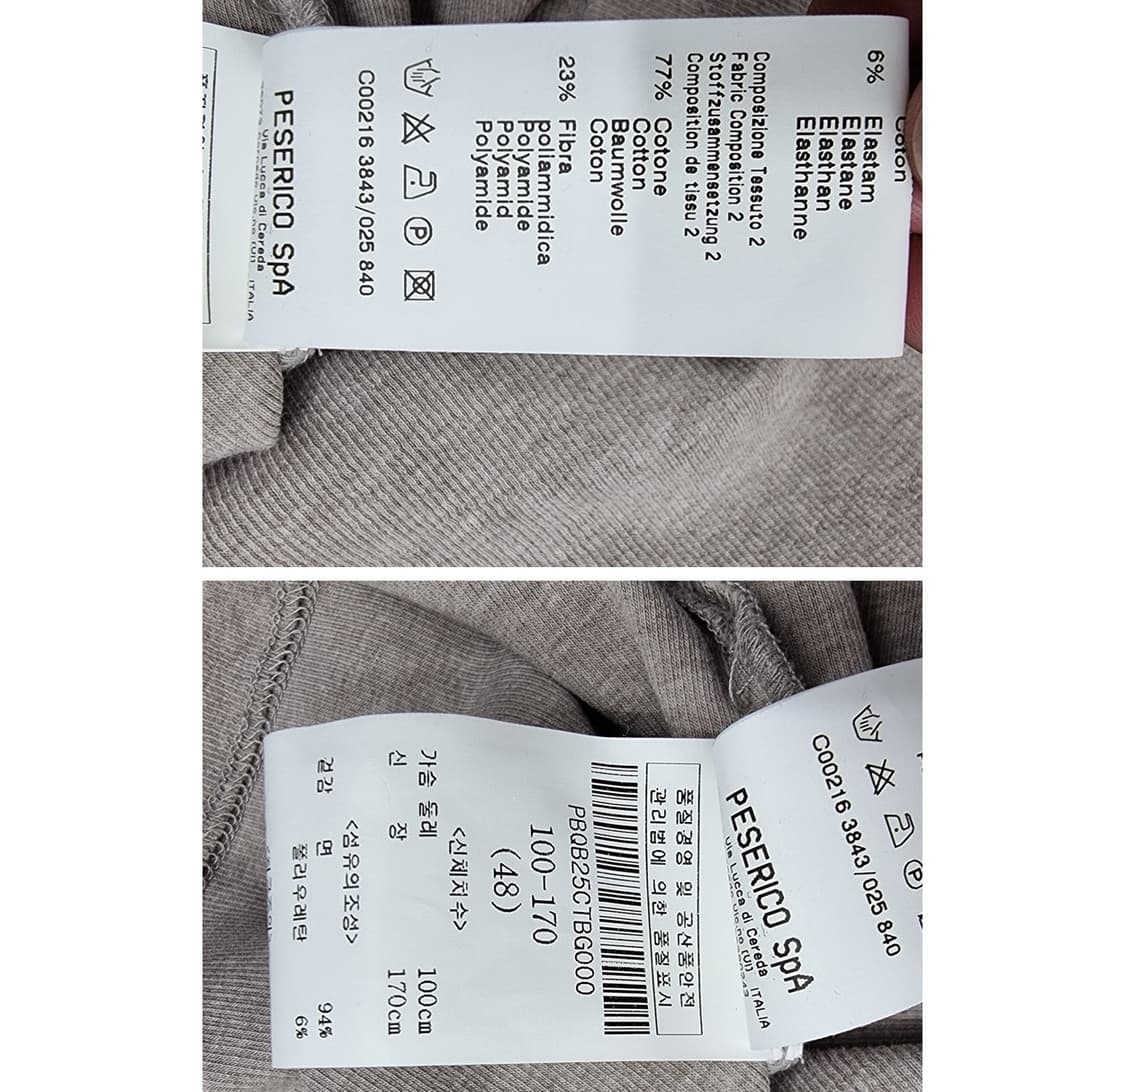 Coton
6% Elastam
Elastane
Elasthan
Elasthanne
Composizione Tessuto 2
Fabric Composition 2
Stoffzusammensetzung 2
Composition de tissu 2
77% Cotone
Cotton
Baumwolle
Coton
23% Fibra
poliammidica
Polyamide
Polyamid
Polyamide
C00216 3843/025 840
PESERICO SpA
Via Lucca di Cereda
ITALIA
C00216 3843/025 840
PESERICO SpA
Via Lucca di Cereda
ITALIA
품질경영 및 공산품안전
관리법에 의한 품질표시
PBQB25CTBG000
100-170
(48)
<신체치수>
가슴 둘레 100cm
신 장 170cm
<섬유의조성>
겉감 면 94%
폴리우레탄 6%